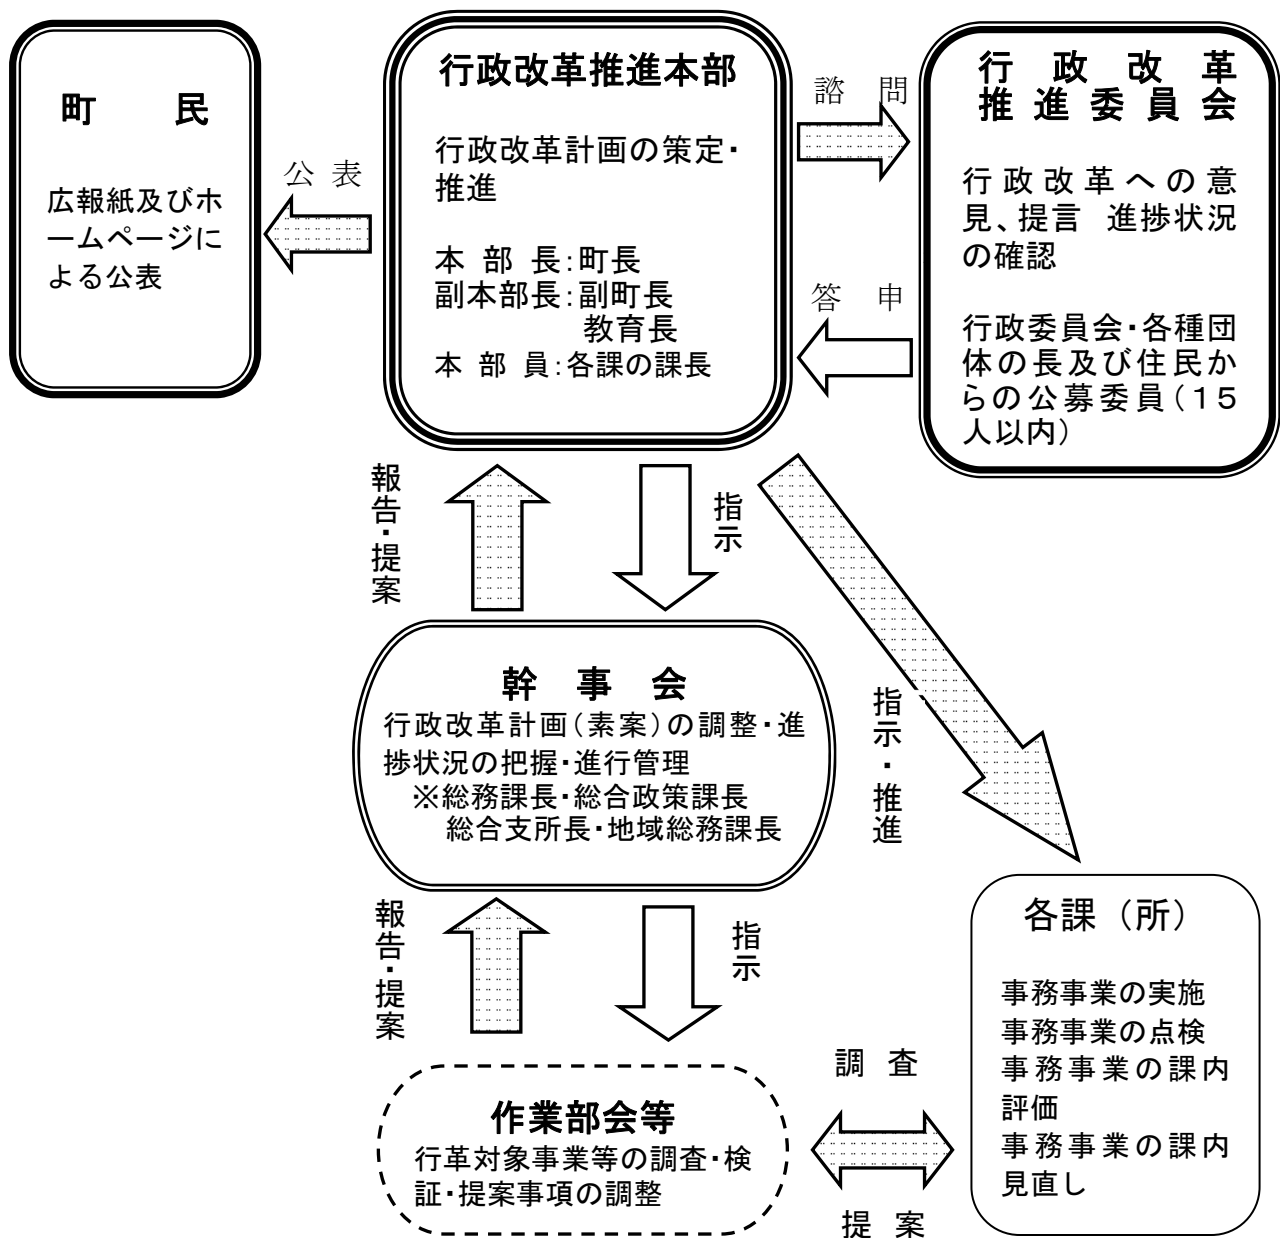 町　　民
広報紙及びホ
ームページに
よる公表
公 表
行政改革推進本部
行政改革計画の策定・
推進
本 部 長：町長
副本部長：副町長
教育長
本 部 員：各課の課長
諮　問
答　申
行 政 改 革
推進委員会
行政改革への意
見、提言　進捗状況
の確認
行政委員会・各種団
体の長及び住民か
らの公募委員（１５
人以内）
報告・提案
指示
指示・推進
幹　事　会
行政改革計画（素案）の調整・進
捗状況の把握・進行管理
※総務課長・総合政策課長
総合支所長・地域総務課長
報告・提案
指示
作業部会等
行革対象事業等の調査・検
証・提案事項の調整
調 査
提 案
各課（所）
事務事業の実施
事務事業の点検
事務事業の課内
評価
事務事業の課内
見直し